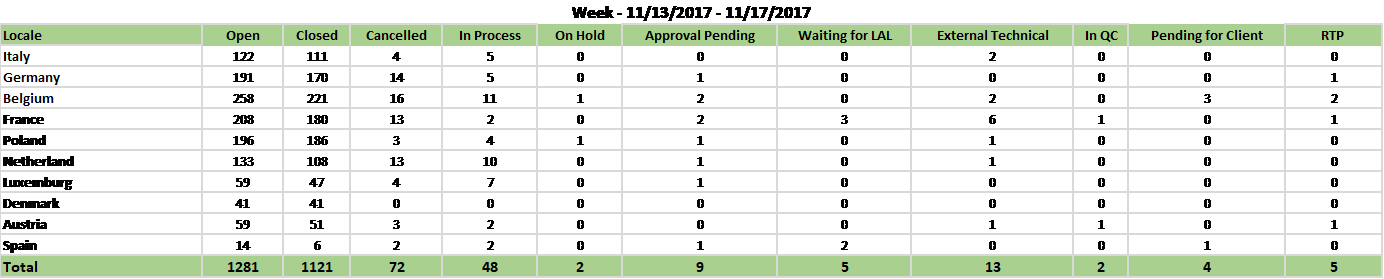 Week - 11/13/2017 - 11/17/2017
Locale Open Closed Cancelled In Process On Hold Approval Pending Waiting for LAL External Technical In QC Pending for Client RTP
Italy 122 111 4 5 0 0 0 2 0 0 0
Germany 191 170 14 5 0 1 0 0 0 0 1
Belgium 258 221 16 11 1 2 0 2 0 3 2
France 208 180 13 2 0 2 3 6 1 0 1
Poland 196 186 3 4 1 1 0 1 0 0 0
Netherland 133 108 13 10 0 1 0 1 0 0 0
Luxemburg 59 47 4 7 0 1 0 0 0 0 0
Denmark 41 41 0 0 0 0 0 0 0 0 0
Austria 59 51 3 2 0 0 0 1 1 0 1
Spain 14 6 2 2 0 1 2 0 0 1 0
Total 1281 1121 72 48 2 9 5 13 2 4 5